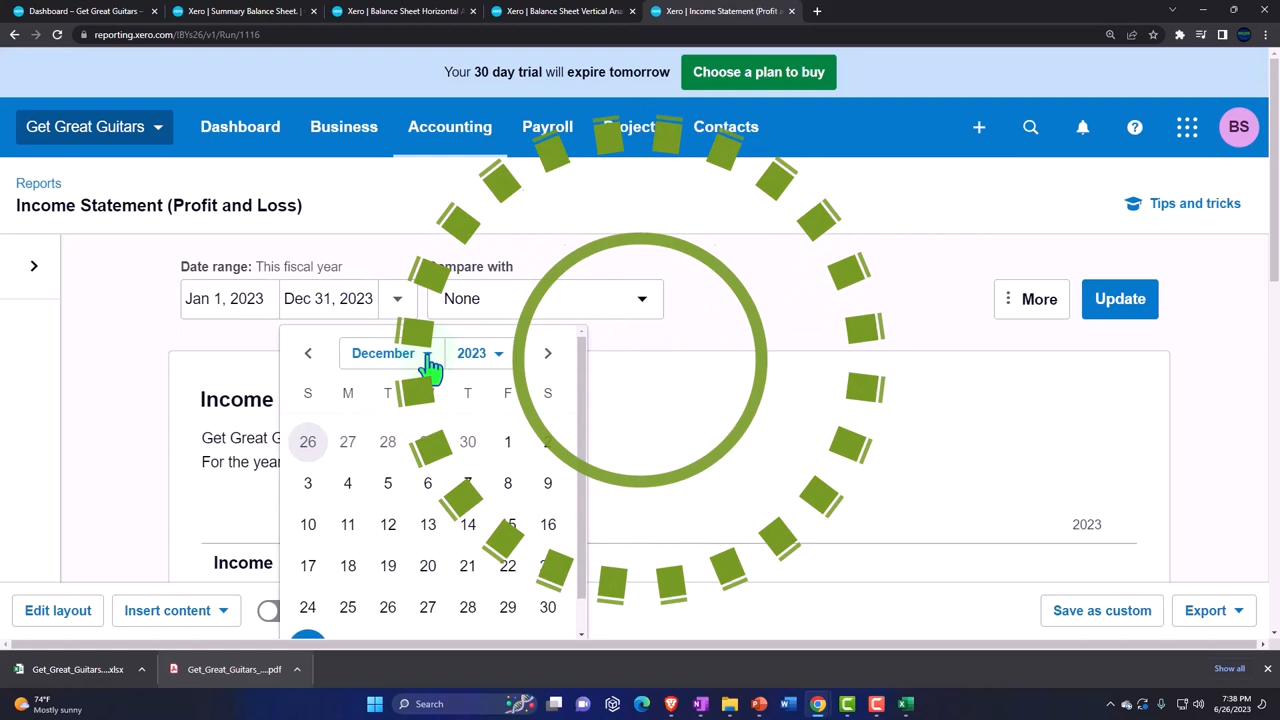 Dashboard – Get Great Guitars
Xero | Summary Balance Sheet.
Xero | Balance Sheet Horizontal A
Xero | Balance Sheet Vertical Ana
Xero | Income Statement (Profit a
reporting.xero.com/!BYs26/v1/Run/1116
Your 30 day trial will expire tomorrow
Choose a plan to buy
Get Great Guitars
Dashboard
Business
Accounting
Payroll
Contacts
BS
Reports
Income Statement (Profit and Loss)
Tips and tricks
Date range: This fiscal year
Compare with
Jan 1, 2023
Dec 31, 2023
None
More
Update
December
2023
S M T T F S
Income
Get Great G
For the yea
26 27 28 30 1 2
3 4 5 6 7 8 9
10 11 12 13 14 15 16
17 18 19 20 21 22
24 25 26 27 28 29 30
2023
Income
Edit layout
Insert content
Save as custom
Export
Get_Great_Guitars....xlsx
Get_Great_Guitars_....pdf
Show all
74°F
Mostly sunny
Search
7:38 PM
6/26/2023